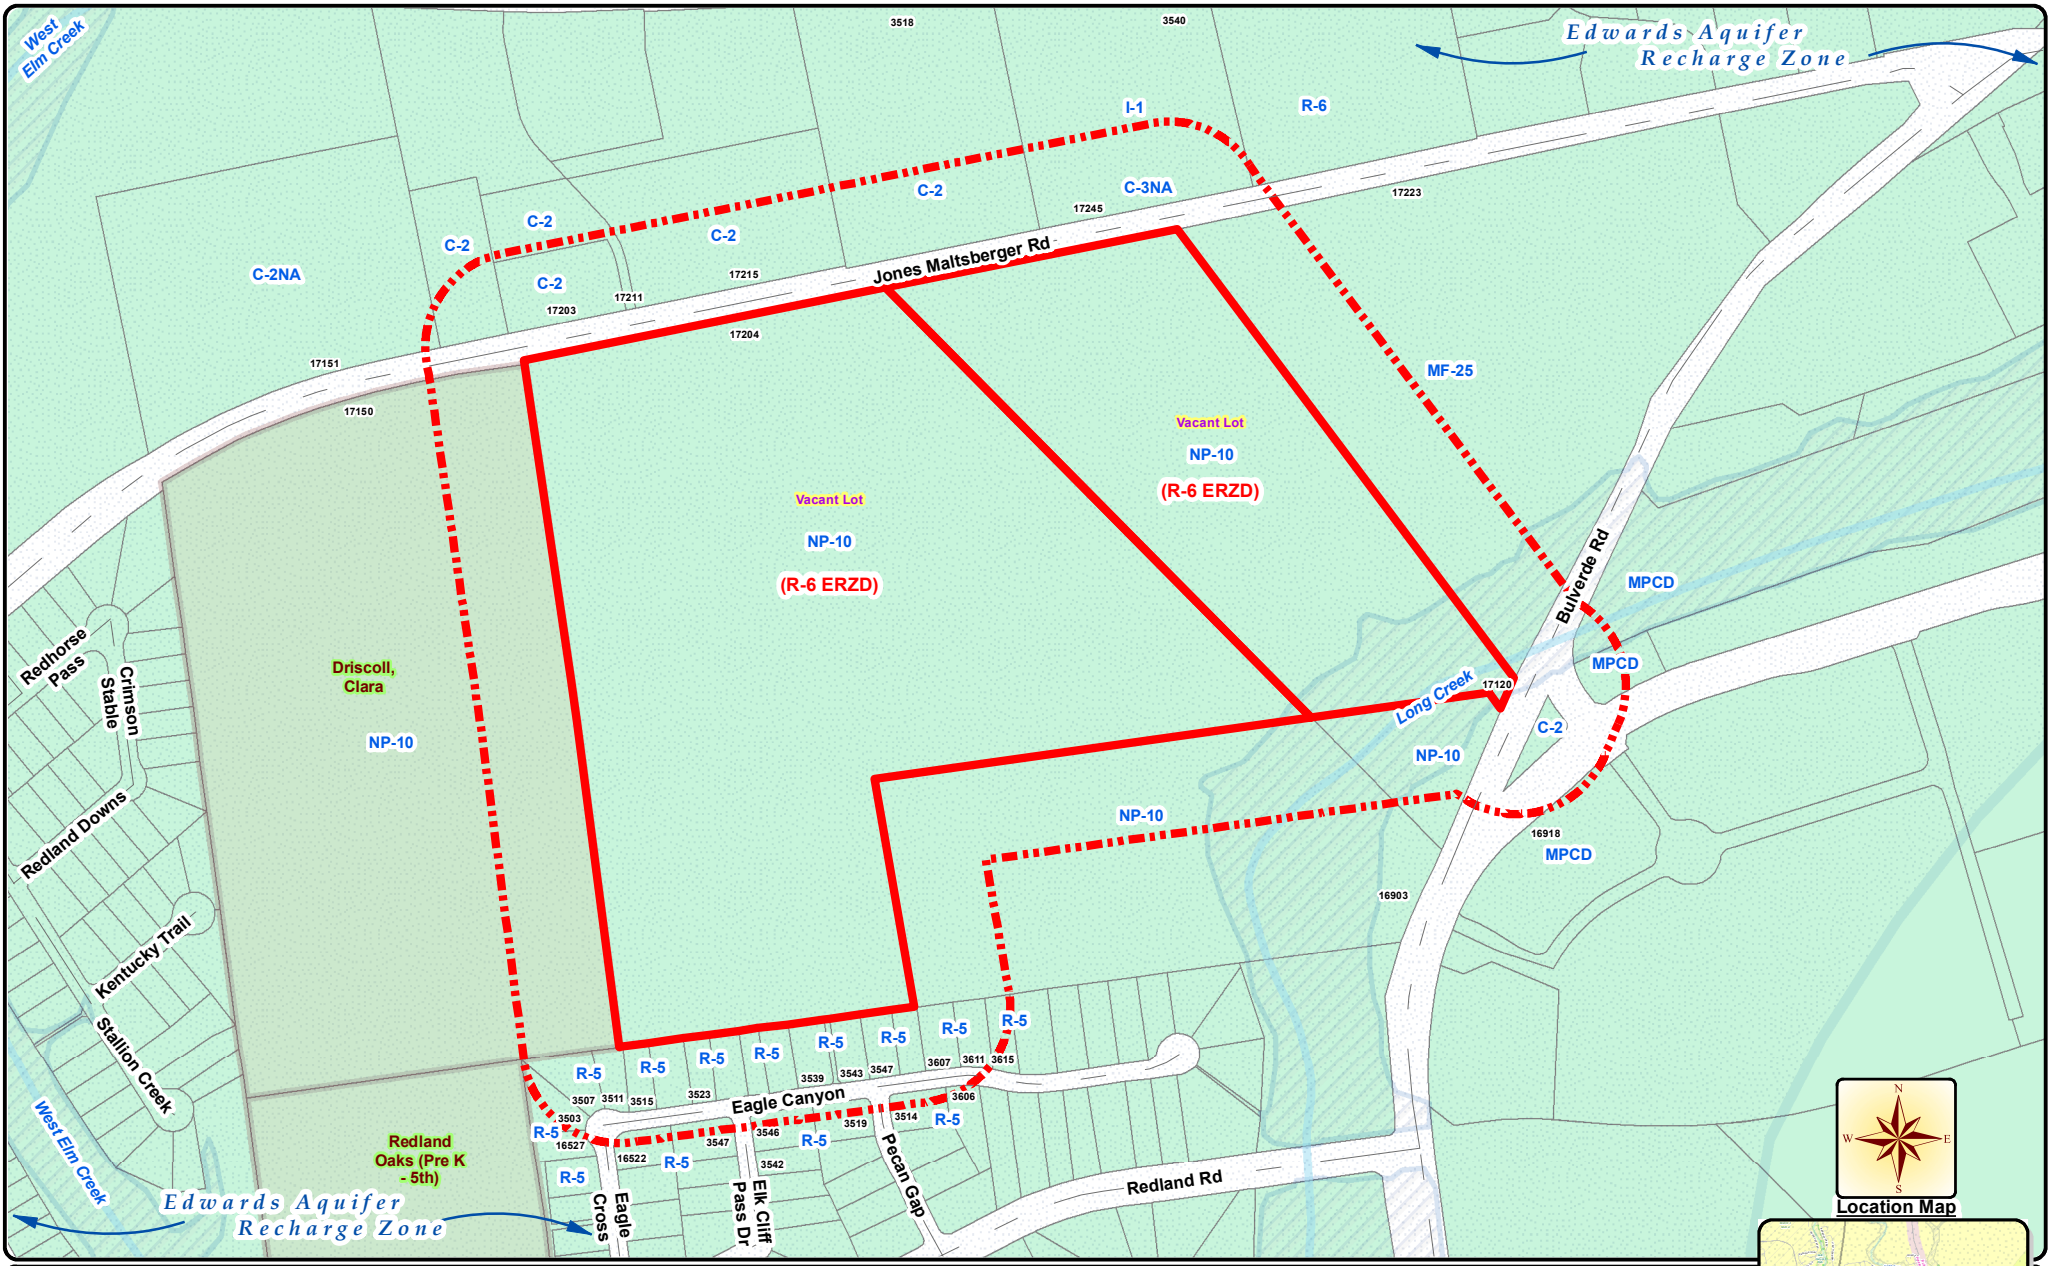 West
Elm Creek
3518
3540
Edwards Aquifer
Recharge Zone
I-1
R-6
C-2
C-3NA
17223
17245
C-2
C-2
C-2
C-2NA
C-2
Jones Maltsberger Rd
17215
17211
17203
17204
17151
17150
MF-25
Vacant Lot
NP-10
(R-6 ERZD)
Vacant Lot
NP-10
(R-6 ERZD)
Bulverde Rd
MPCD
Redhorse
Pass
Crimson
Stable
Driscoll,
Clara
NP-10
MPCD
17120
Long Creek
C-2
NP-10
NP-10
16918
MPCD
Redland Downs
16903
Kentucky Trail
Stallion Creek
R-5
R-5
R-5
R-5
R-5
R-5
R-5
R-5
3607
3611
3615
3547
3543
3539
3523
3515
3511
3507
3503
Eagle Canyon
3606
R-5
3514
3519
3546
R-5
3547
R-5
16527
16522
R-5
3542
R-5
West Elm Creek
Redland
Oaks (Pre K
- 5th)
Pecan Gap
Redland Rd
Eagle
Cross
Elk Cliff
Pass Dr
Edwards Aquifer
Recharge Zone
N
W
E
S
Location Map